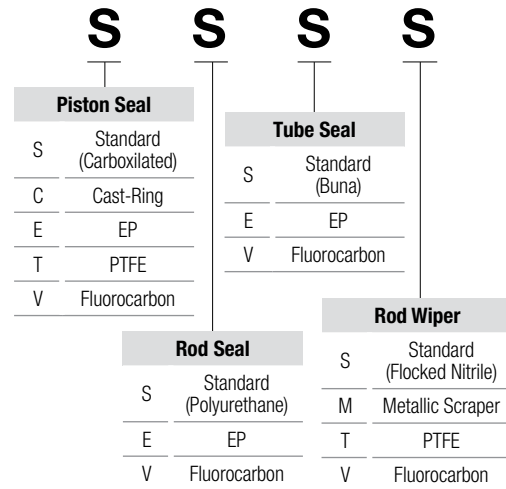 S S S S
Piston Seal
S Standard
(Carboxilated)
C Cast-Ring
E EP
T PTFE
V Fluorocarbon
Tube Seal
S Standard
(Buna)
E EP
V Fluorocarbon
Rod Seal
S Standard
(Polyurethane)
E EP
V Fluorocarbon
Rod Wiper
S Standard
(Flocked Nitrile)
M Metallic Scraper
T PTFE
V Fluorocarbon